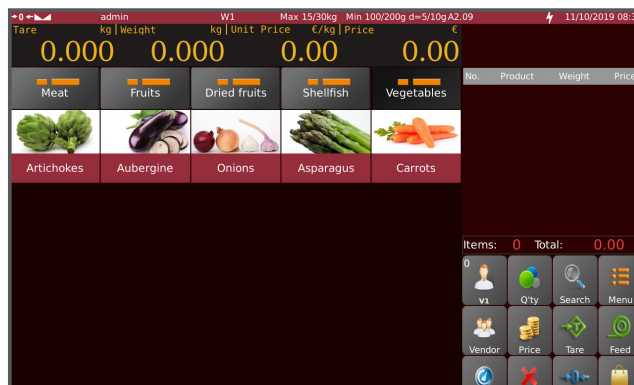 →0← admin W1 Max 15/30kg Min 100/200g d=5/10g A2.09 11/10/2019 08:3
Tare kg Weight kg Unit Price €/kg Price €
0.000 0.000 0.00 0.00
Meat Fruits Dried fruits Shellfish Vegetables
No. Product Weight Price
Artichokes Aubergine Onions Asparagus Carrots
Items: 0 Total: 0.00
0
V1 Q'ty Search Menu
Vendor Price Tare Feed
T
→0←